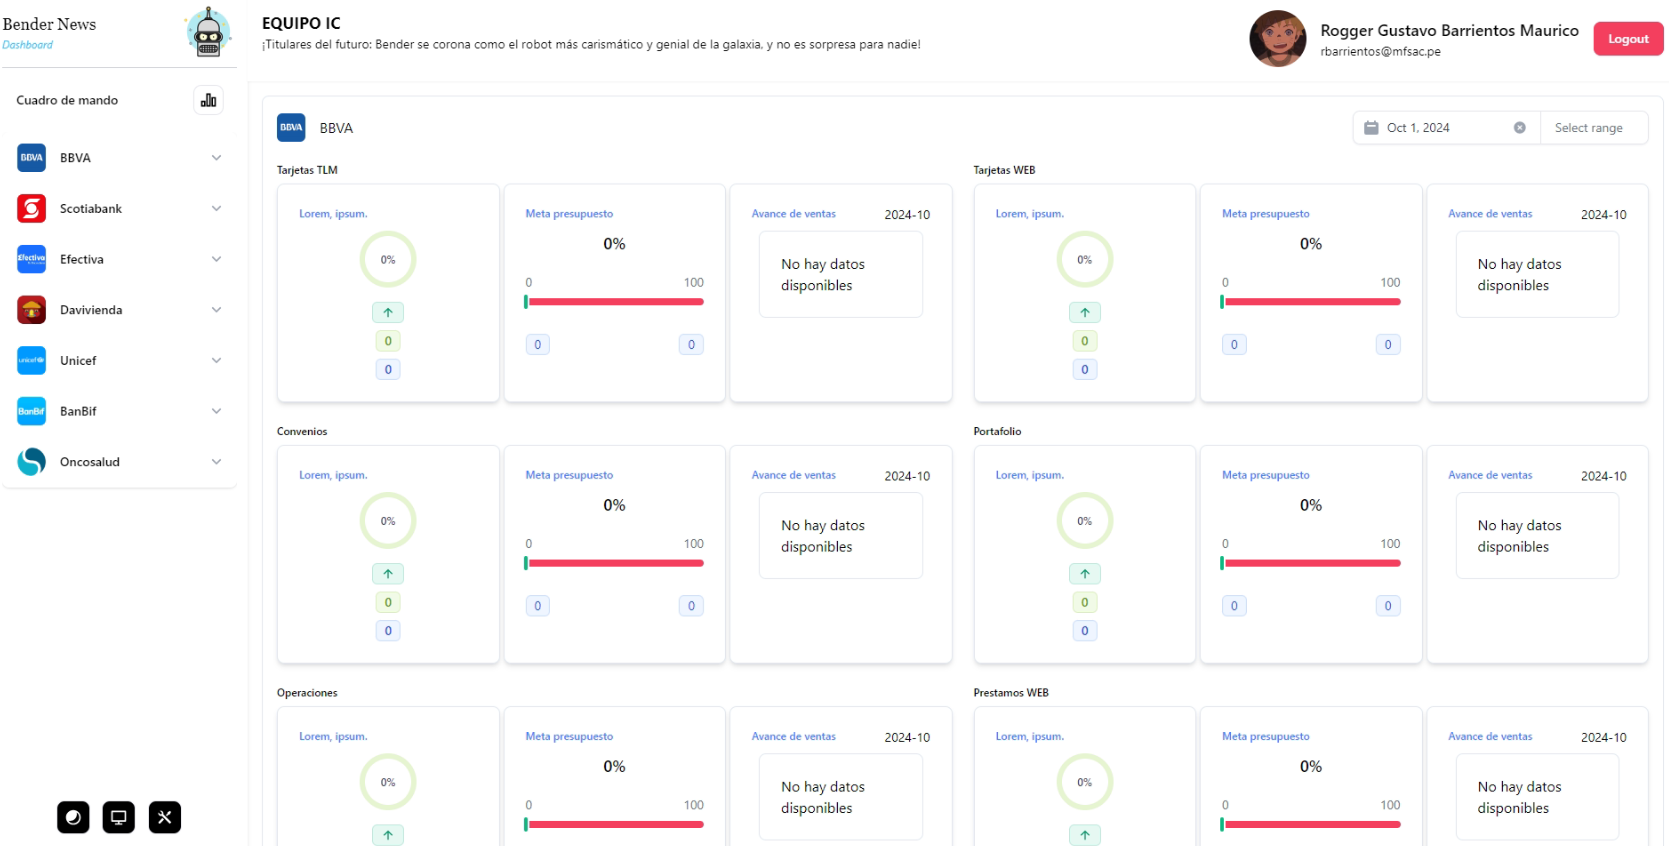 Bender News
Dashboard
EQUIPO IC
¡Titulares del futuro: Bender se corona como el robot más carismático y genial de la galaxia, y no es sorpresa para nadie!
Rogger Gustavo Barrientos Maurico
rbarrientos@mfsac.pe
Logout
Cuadro de mando
BBVA BBVA
Scotiabank
Efectiva Efectiva
Davivienda
unicef Unicef
BanBif BanBif
Oncosalud
BBVA BBVA
Oct 1, 2024 Select range
Tarjetas TLM
Lorem, ipsum.
0%
0
0
Meta presupuesto
0%
0 100
0 0
Avance de ventas 2024-10
No hay datos
disponibles
Tarjetas WEB
Lorem, ipsum.
0%
0
0
Meta presupuesto
0%
0 100
0 0
Avance de ventas 2024-10
No hay datos
disponibles
Convenios
Lorem, ipsum.
0%
0
0
Meta presupuesto
0%
0 100
0 0
Avance de ventas 2024-10
No hay datos
disponibles
Portafolio
Lorem, ipsum.
0%
0
0
Meta presupuesto
0%
0 100
0 0
Avance de ventas 2024-10
No hay datos
disponibles
Operaciones
Lorem, ipsum.
0%
Meta presupuesto
0%
0 100
Avance de ventas 2024-10
No hay datos
disponibles
Prestamos WEB
Lorem, ipsum.
0%
Meta presupuesto
0%
0 100
Avance de ventas 2024-10
No hay datos
disponibles